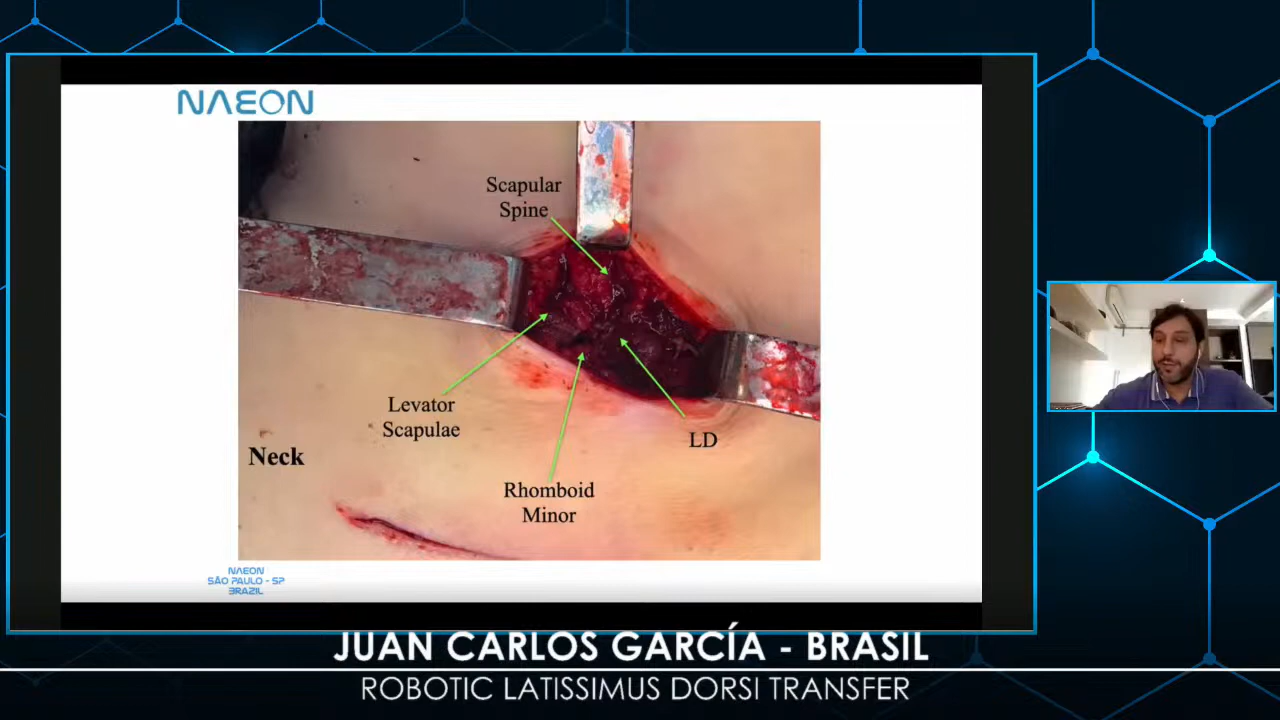 NAEON
Scapular
Spine
Levator
Scapulae
LD
Neck
Rhomboid
Minor
NAEON
SÃO PAULO - SP
BRAZIL
JUAN CARLOS GARCÍA - BRASIL
ROBOTIC LATISSIMUS DORSI TRANSFER